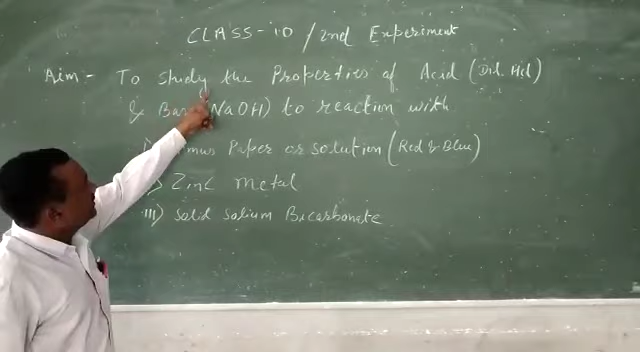 CLASS-10 / 2nd Experiment
Aim - To study the Properties of Acid (Dil. Hcl)
& Bas NaOH) to reaction with
Paper or solution (Red & Blue)
Zinc metal
III) Solid sodium Bicarbonate